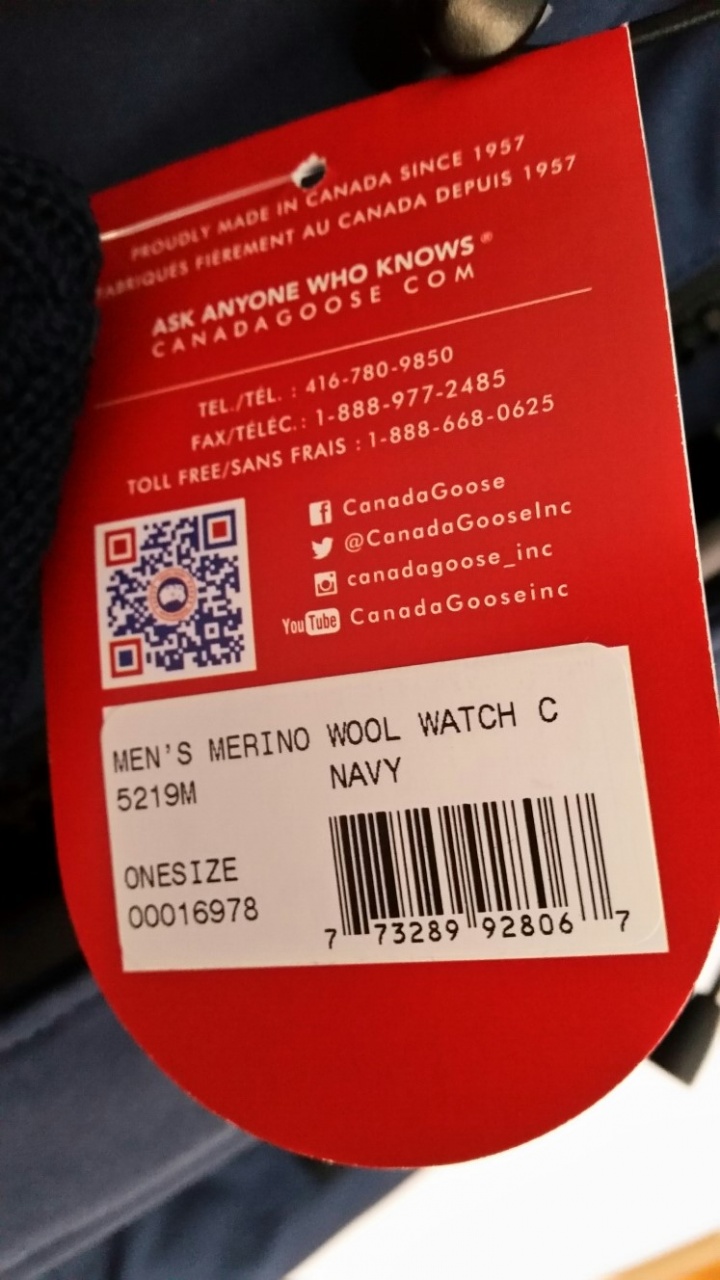 PROUDLY MADE IN CANADA SINCE 1957
FABRIQUÉS FIÈREMENT AU CANADA DEPUIS 1957
ASK ANYONE WHO KNOWS®
CANADAGOOSE COM
TEL./TÉL. : 416-780-9850
FAX/TÉLÉC.: 1-888-977-2485
TOLL FREE/SANS FRAIS : 1-888-668-0625
CanadaGoose
@CanadaGooseInc
canadagoose_inc
YouTube CanadaGooseinc
MEN'S MERINO WOOL WATCH C
5219M NAVY
ONESIZE
00016978
7 73289 92806 7